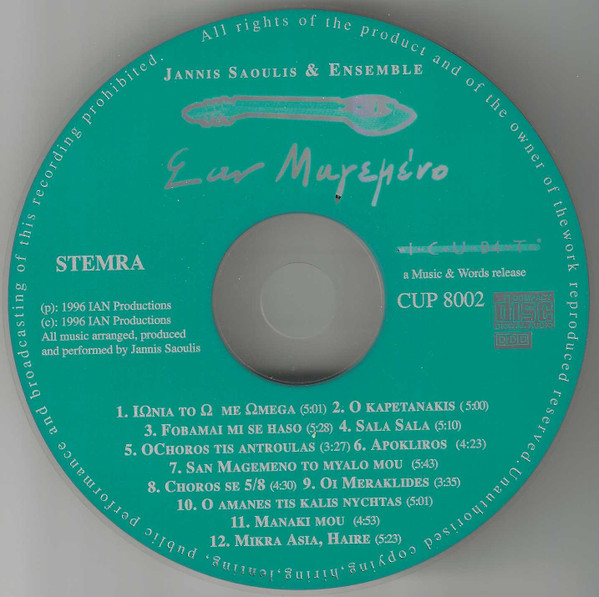 All rights of the product and of the owner of thework reproduced reserved.Unauthorised copying,hiring,lenting, public performance and broadcasting of this recording prohibited.
JANNIS SAOULIS & ENSEMBLE
Σαν Μαγεμένο
STEMRA
a Music & Words release
CUP 8002
(p): 1996 IAN Productions
(c): 1996 IAN Productions
All music arranged, produced
and performed by Jannis Saoulis
1. IΩNIA TO Ω ME ΩMEGA (5:01) 2. O KAPETANAKIS (5:00)
3. FOBAMAI MI SE HASO (5:28) 4. SALA SALA (5:10)
5. OCHOROS TIS ANTROULAS (3:27) 6. APOKLIROS (4:23)
7. SAN MAGEMENO TO MYALO MOU (5:43)
8. CHOROS SE 5/8 (4:30) 9. OI MERAKLIDES (3:35)
10. O AMANES TIS KALIS NYCHTAS (5:01)
11. MANAKI MOU (4:53)
12. MIKRA ASIA, HAIRE (5:23)